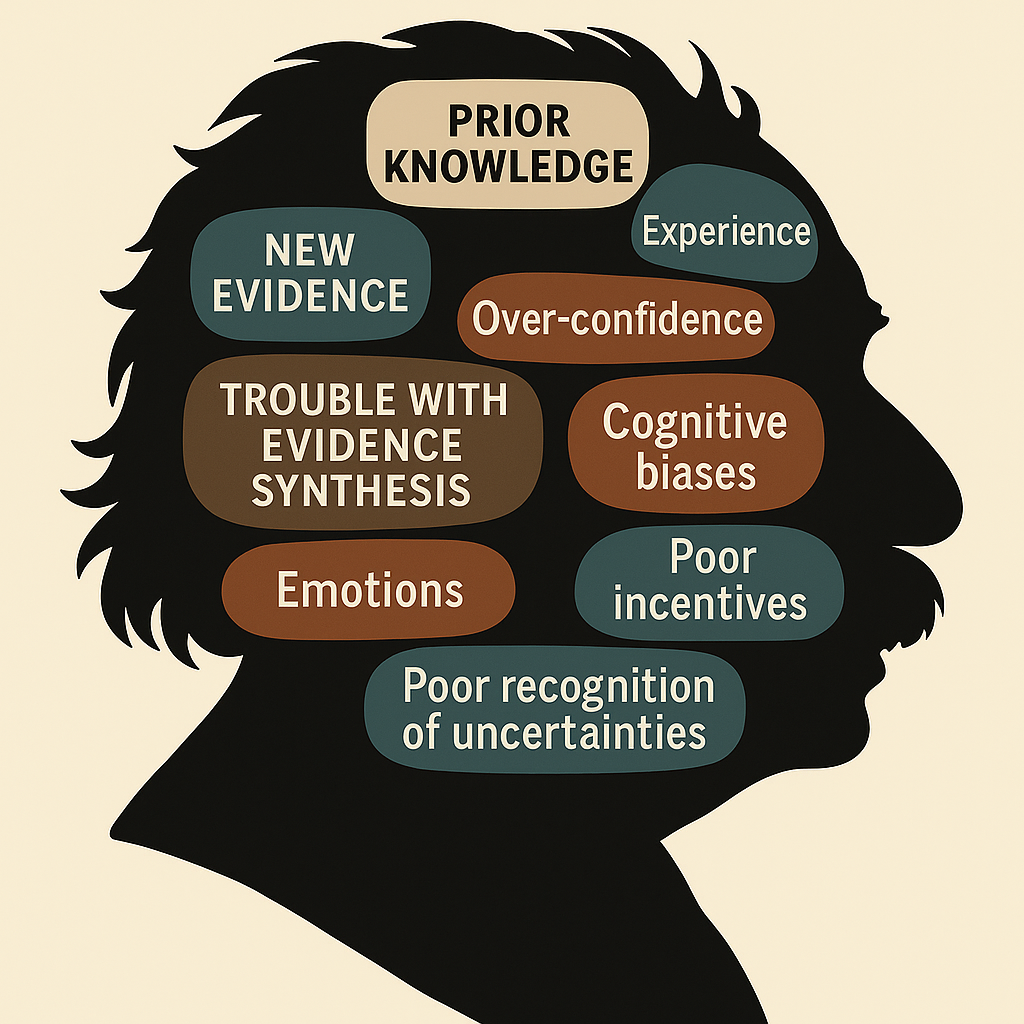 PRIOR
KNOWLEDGE
Experience
NEW
EVIDENCE
Over-confidence
TROUBLE WITH
EVIDENCE
SYNTHESIS
Cognitive
biases
Emotions
Poor
incentives
Poor recognition
of uncertainties